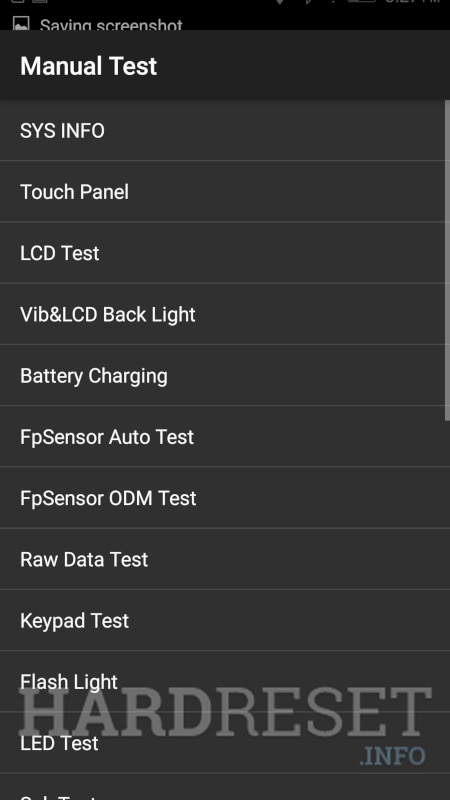 Saving screenshot
Manual Test
SYS INFO
Touch Panel
LCD Test
Vib&LCD Back Light
Battery Charging
FpSensor Auto Test
FpSensor ODM Test
Raw Data Test
Keypad Test
Flash Light
HARDRESET
LED Test
.INFO